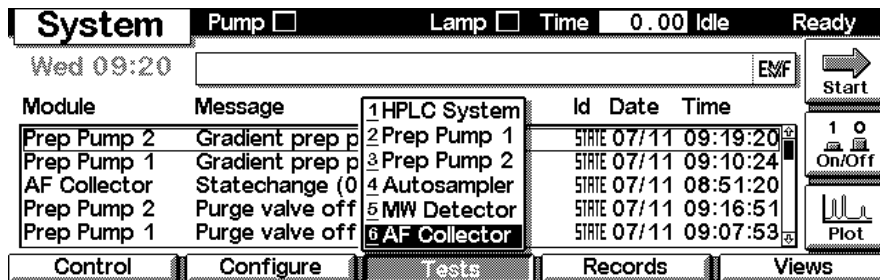 System Pump Lamp Time 0.00 Idle Ready
Wed 09:20 EMF
Start
Module Message Id Date Time
1 HPLC System
2 Prep Pump 1
3 Prep Pump 2
4 Autosampler
5 MW Detector
6 AF Collector
Prep Pump 2 Gradient prep p STATE 07/11 09:19:20
Prep Pump 1 Gradient prep p STATE 07/11 09:10:24
AF Collector Statechange (0 STATE 07/11 08:51:20
Prep Pump 2 Purge valve off STATE 07/11 09:16:51
Prep Pump 1 Purge valve off STATE 07/11 09:07:53
1 0
On/Off
Plot
Control Configure Tests Records Views